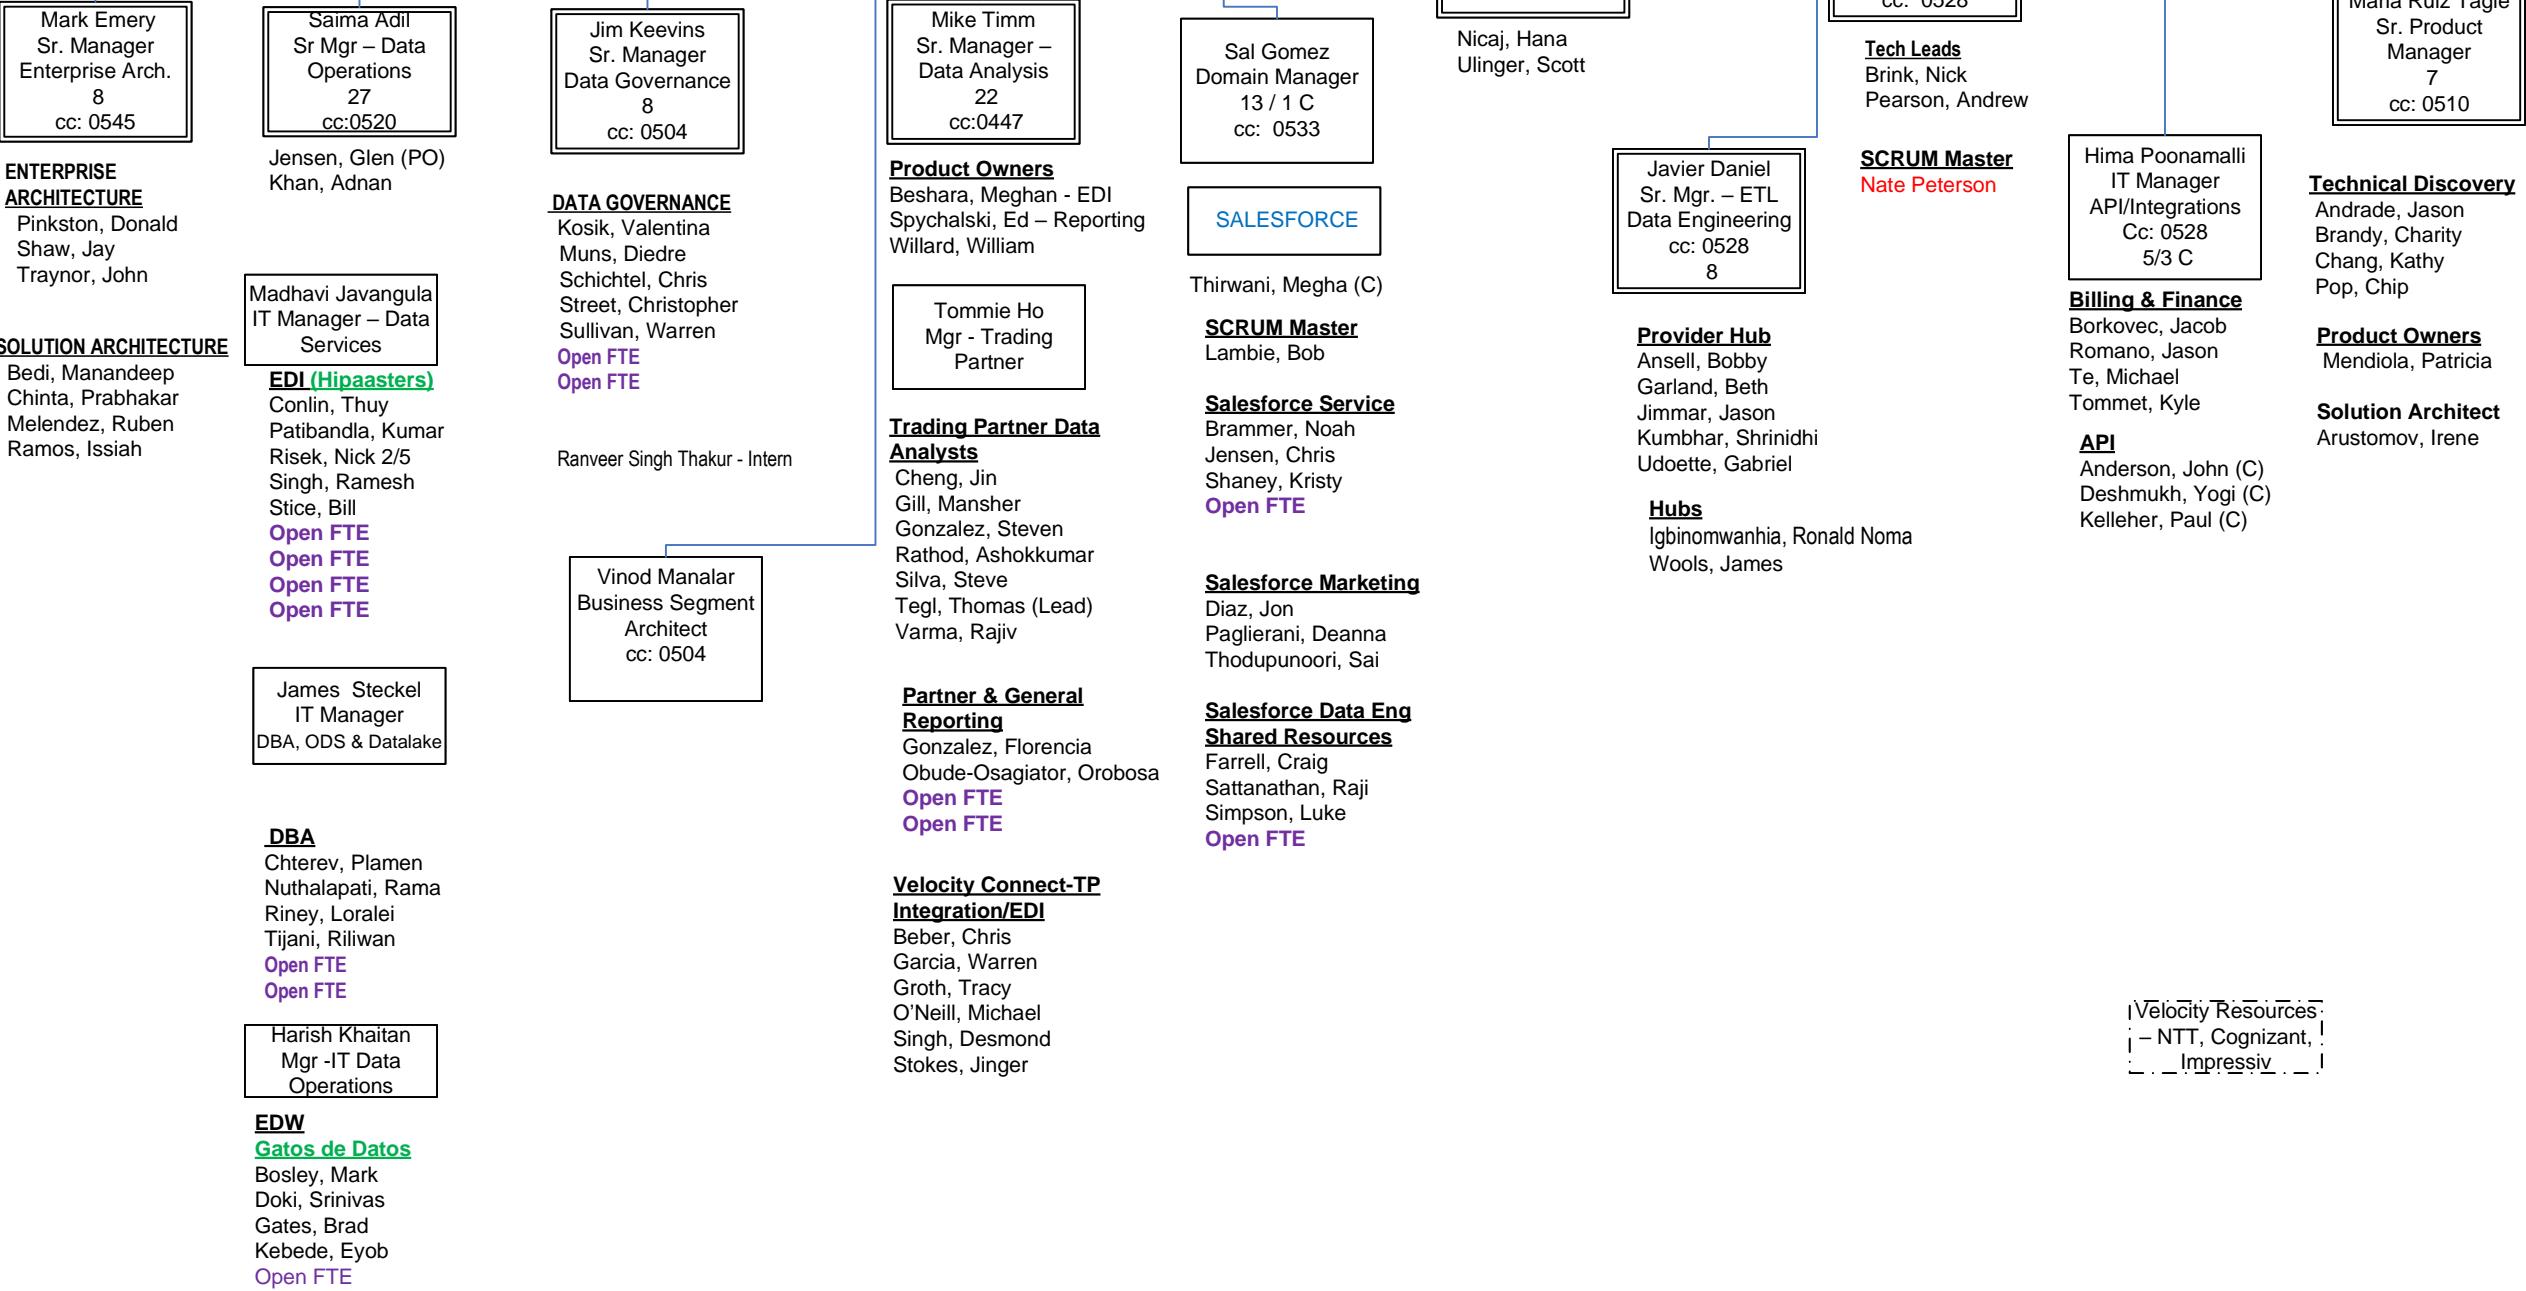 Mark Emery
Sr. Manager
Enterprise Arch.
8
cc: 0545
ENTERPRISE
ARCHITECTURE
Pinkston, Donald
Shaw, Jay
Traynor, John
SOLUTION ARCHITECTURE
Bedi, Manandeep
Chinta, Prabhakar
Melendez, Ruben
Ramos, Issiah
Saima Adil
Sr Mgr – Data
Operations
27
cc:0520
Jensen, Glen (PO)
Khan, Adnan
Madhavi Javangula
IT Manager – Data
Services
EDI (Hipaasters)
Conlin, Thuy
Patibandla, Kumar
Risek, Nick 2/5
Singh, Ramesh
Stice, Bill
Open FTE
Open FTE
Open FTE
Open FTE
James  Steckel
IT Manager
DBA, ODS & Datalake
DBA
Chterev, Plamen
Nuthalapati, Rama
Riney, Loralei
Tijani, Riliwan
Open FTE
Open FTE
Harish Khaitan
Mgr -IT Data
Operations
EDW
Gatos de Datos
Bosley, Mark
Doki, Srinivas
Gates, Brad
Kebede, Eyob
Open FTE
Jim Keevins
Sr. Manager
Data Governance
8
cc: 0504
DATA GOVERNANCE
Kosik, Valentina
Muns, Diedre
Schichtel, Chris
Street, Christopher
Sullivan, Warren
Open FTE
Open FTE
Ranveer Singh Thakur - Intern
Vinod Manalar
Business Segment
Architect
cc: 0504
Mike Timm
Sr. Manager –
Data Analysis
22
cc:0447
Product Owners
Beshara, Meghan - EDI
Spychalski, Ed – Reporting
Willard, William
Tommie Ho
Mgr - Trading
Partner
Trading Partner Data
Analysts
Cheng, Jin
Gill, Mansher
Gonzalez, Steven
Rathod, Ashokkumar
Silva, Steve
Tegl, Thomas (Lead)
Varma, Rajiv
Partner & General
Reporting
Gonzalez, Florencia
Obude-Osagiator, Orobosa
Open FTE
Open FTE
Velocity Connect-TP
Integration/EDI
Beber, Chris
Garcia, Warren
Groth, Tracy
O’Neill, Michael
Singh, Desmond
Stokes, Jinger
Sal Gomez
Domain Manager
13 / 1 C
cc:  0533
SALESFORCE
Thirwani, Megha (C)
SCRUM Master
Lambie, Bob
Salesforce Service
Brammer, Noah
Jensen, Chris
Shaney, Kristy
Open FTE
Salesforce Marketing
Diaz, Jon
Paglierani, Deanna
Thodupunoori, Sai
Salesforce Data Eng
Shared Resources
Farrell, Craig
Sattanathan, Raji
Simpson, Luke
Open FTE
Nicaj, Hana
Ulinger, Scott
Javier Daniel
Sr. Mgr. – ETL
Data Engineering
cc: 0528
8
Provider Hub
Ansell, Bobby
Garland, Beth
Jimmar, Jason
Kumbhar, Shrinidhi
Udoette, Gabriel
Hubs
Igbinomwanhia, Ronald Noma
Wools, James
cc:  0528
Tech Leads
Brink, Nick
Pearson, Andrew
SCRUM Master
Nate Peterson
Hima Poonamalli
IT Manager
API/Integrations
Cc: 0528
5/3 C
Billing & Finance
Borkovec, Jacob
Romano, Jason
Te, Michael
Tommet, Kyle
API
Anderson, John (C)
Deshmukh, Yogi (C)
Kelleher, Paul (C)
Velocity Resources
– NTT, Cognizant,
Impressiv
Maria Ruiz Tagle
Sr. Product
Manager
7
cc: 0510
Technical Discovery
Andrade, Jason
Brandy, Charity
Chang, Kathy
Pop, Chip
Product Owners
Mendiola, Patricia
Solution Architect
Arustomov, Irene